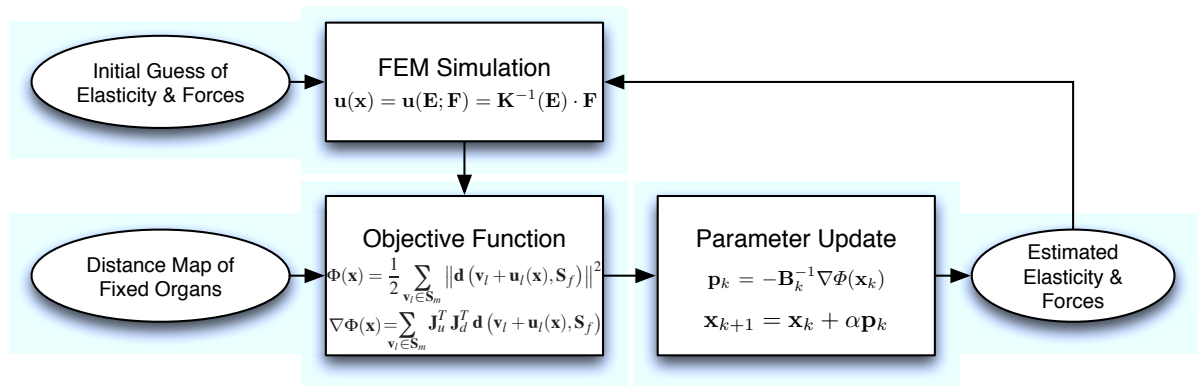 Initial Guess of
Elasticity & Forces
FEM Simulation
u(x) = u(E; F) = K⁻¹(E) · F
Distance Map of
Fixed Organs
Objective Function
Φ(x) = 1/2 ∑_{v_l∈S_m} ‖d (v_l + u_l(x), S_f)‖²
∇Φ(x) = ∑_{v_l∈S_m} J_u^T J_d^T d (v_l + u_l(x), S_f)
Parameter Update
p_k = −B_k^{−1}∇Φ(x_k)
x_{k+1} = x_k + αp_k
Estimated
Elasticity &
Forces